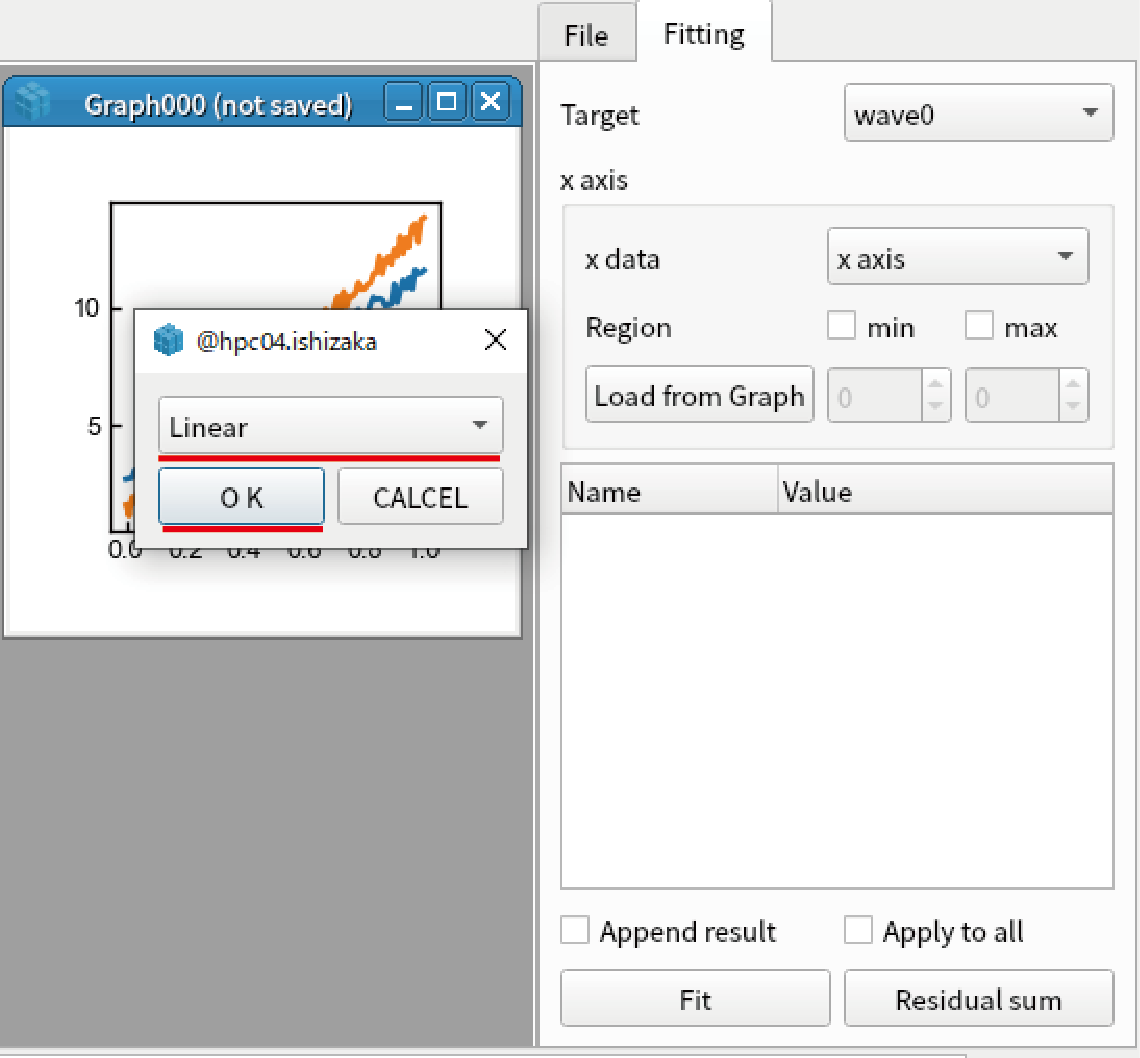 File
Fitting
Graph000 (not saved)
Target
wave0
x axis
x data
x axis
10
Region
min
max
@hpc04.ishizaka
Load from Graph
0
0
5
Linear
Name
Value
O K
CALCEL
0.0 0.2 0.4 0.6 0.8 1.0
Append result
Apply to all
Fit
Residual sum